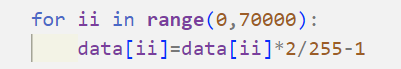 for ii in range(0,70000):
    data[ii]=data[ii]*2/255-1